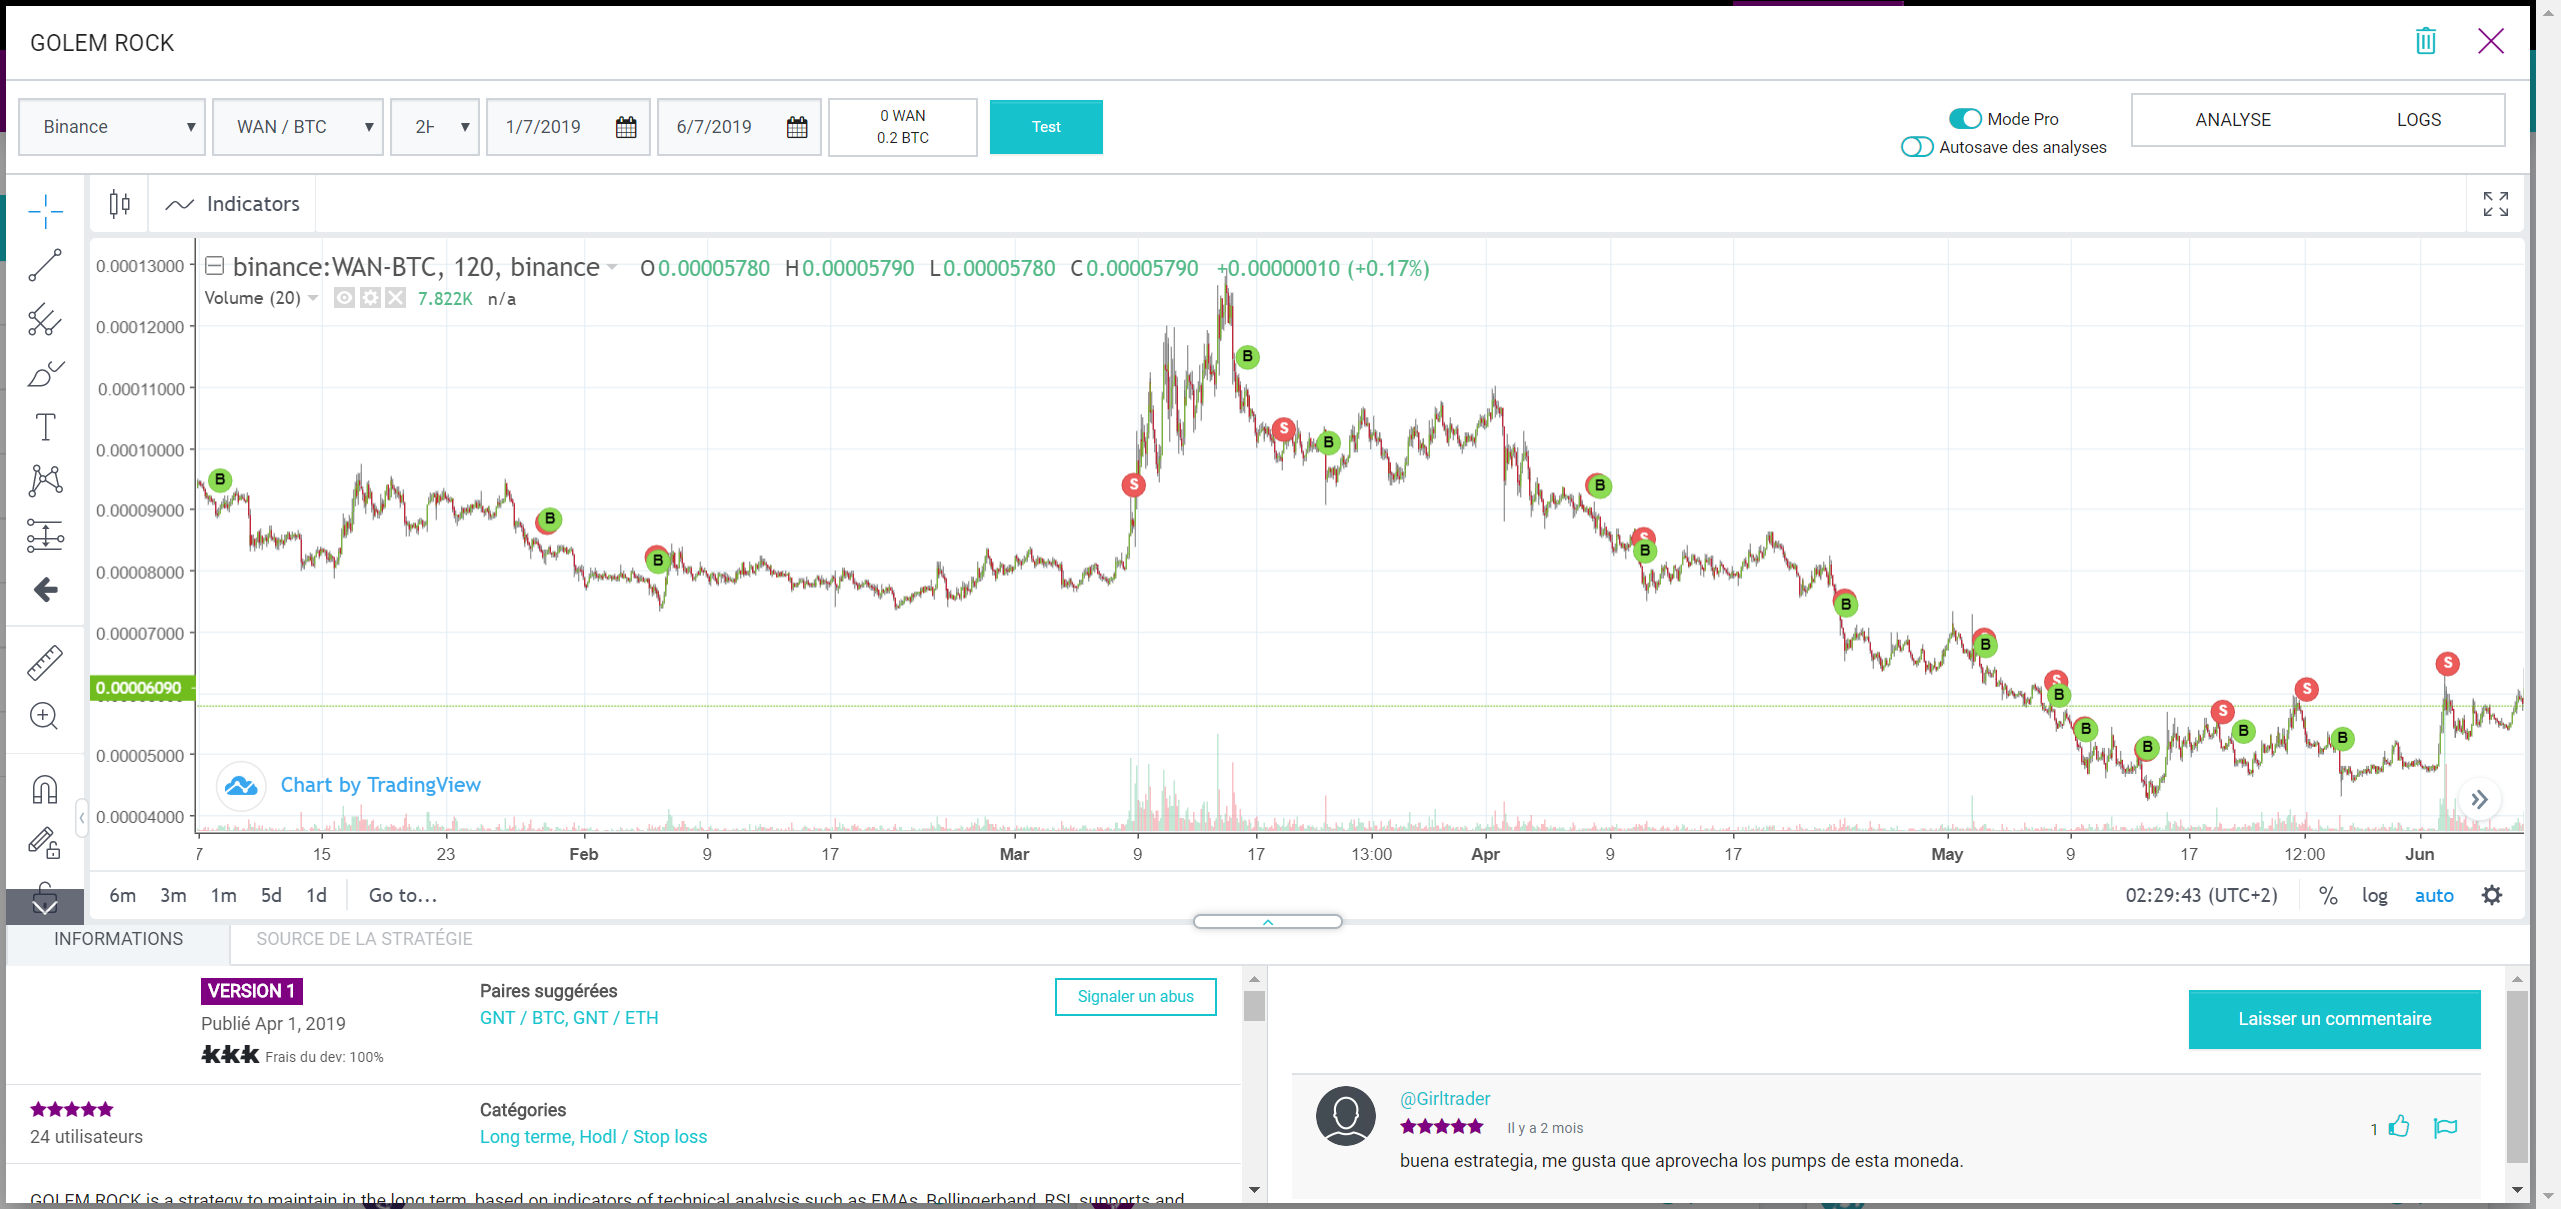 GOLEM ROCK
Binance
WAN / BTC
2H
1/7/2019
6/7/2019
0 WAN
0.2 BTC
Test
Mode Pro
Autosave des analyses
ANALYSE
LOGS
Indicators
binance:WAN-BTC, 120, binance O0.00005780 H0.00005790 L0.00005780 C0.00005790 +0.00000010 (+0.17%)
Volume (20) 7.822K n/a
0.00013000
0.00012000
0.00011000
0.00010000
0.00009000
0.00008000
0.00007000
0.00006090
0.00005000
0.00004000
B
B
B
S
B
S
B
B
S
B
B
B
S
B
B
B
S
B
S
B
S
Chart by TradingView
7 15 23 Feb 9 17 Mar 9 17 13:00 Apr 9 17 May 9 17 12:00 Jun
6m 3m 1m 5d 1d Go to...
02:29:43 (UTC+2) % log auto
INFORMATIONS
SOURCE DE LA STRATÉGIE
VERSION 1
Publié Apr 1, 2019
Frais du dev: 100%
Paires suggérées
GNT / BTC, GNT / ETH
Signaler un abus
24 utilisateurs
Catégories
Long terme, Hodl / Stop loss
GOLEM ROCK is a strategy to maintain in the long term, based on indicators of technical analysis such as EMAs, Bollingerband, RSI, supports and
Laisser un commentaire
@Girltrader
Il y a 2 mois
1
buena estrategia, me gusta que aprovecha los pumps de esta moneda.